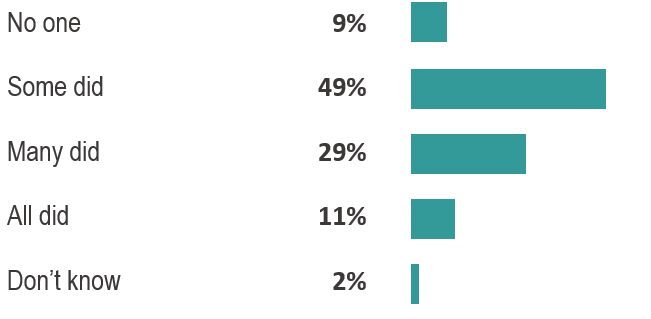 No one 9%
Some did 49%
Many did 29%
All did 11%
Don’t know 2%